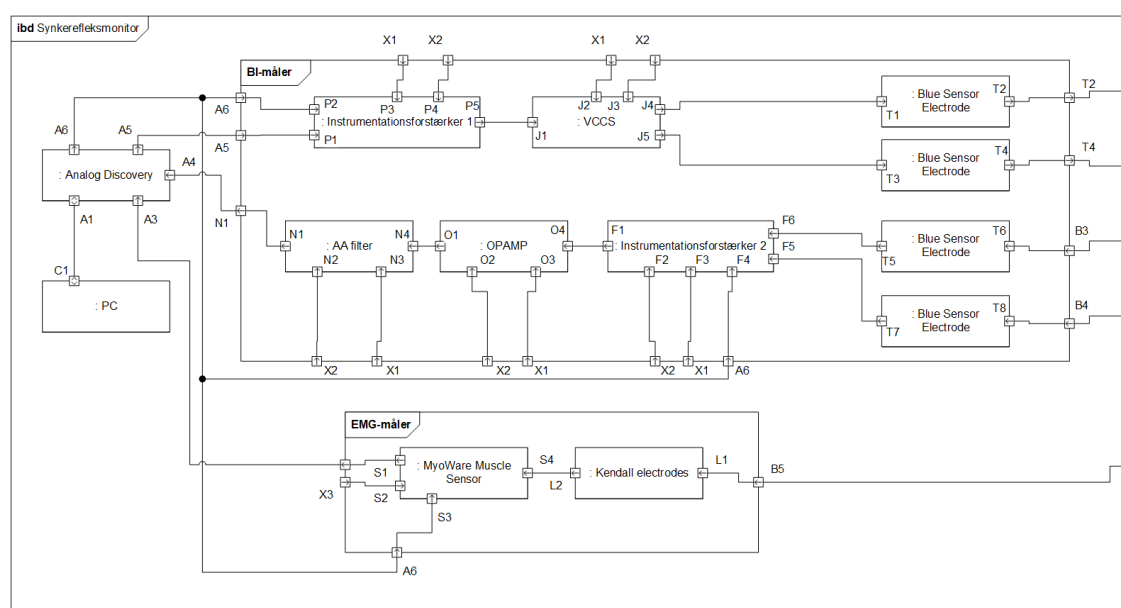 ibd Synkerefleksmonitor
X1
X2
X1
X2
BI-måler
T2
A6
P2
P3
P4
P5
J2
J3
J4
: Blue Sensor
Electrode
T2
T1
A6
A5
A6
: Instrumentationsforstærker 1
: VCCS
P1
J1
J5
A5
T4
: Analog Discovery
A4
: Blue Sensor
Electrode
T4
T3
A1
A3
N1
F6
F5
B3
N1
: AA filter
N4
N2
N3
O1
: OPAMP
O4
O2
O3
F1
: Instrumentationsforstærker 2
F2
F3
F4
: Blue Sensor
Electrode
T6
T5
C1
: PC
B4
: Blue Sensor
Electrode
T8
T7
X2
X1
X2
X1
X2
X1
A6
EMG-måler
S1
: MyoWare Muscle
Sensor
S4
: Kendall electrodes
L1
B5
X3
S2
L2
S3
A6